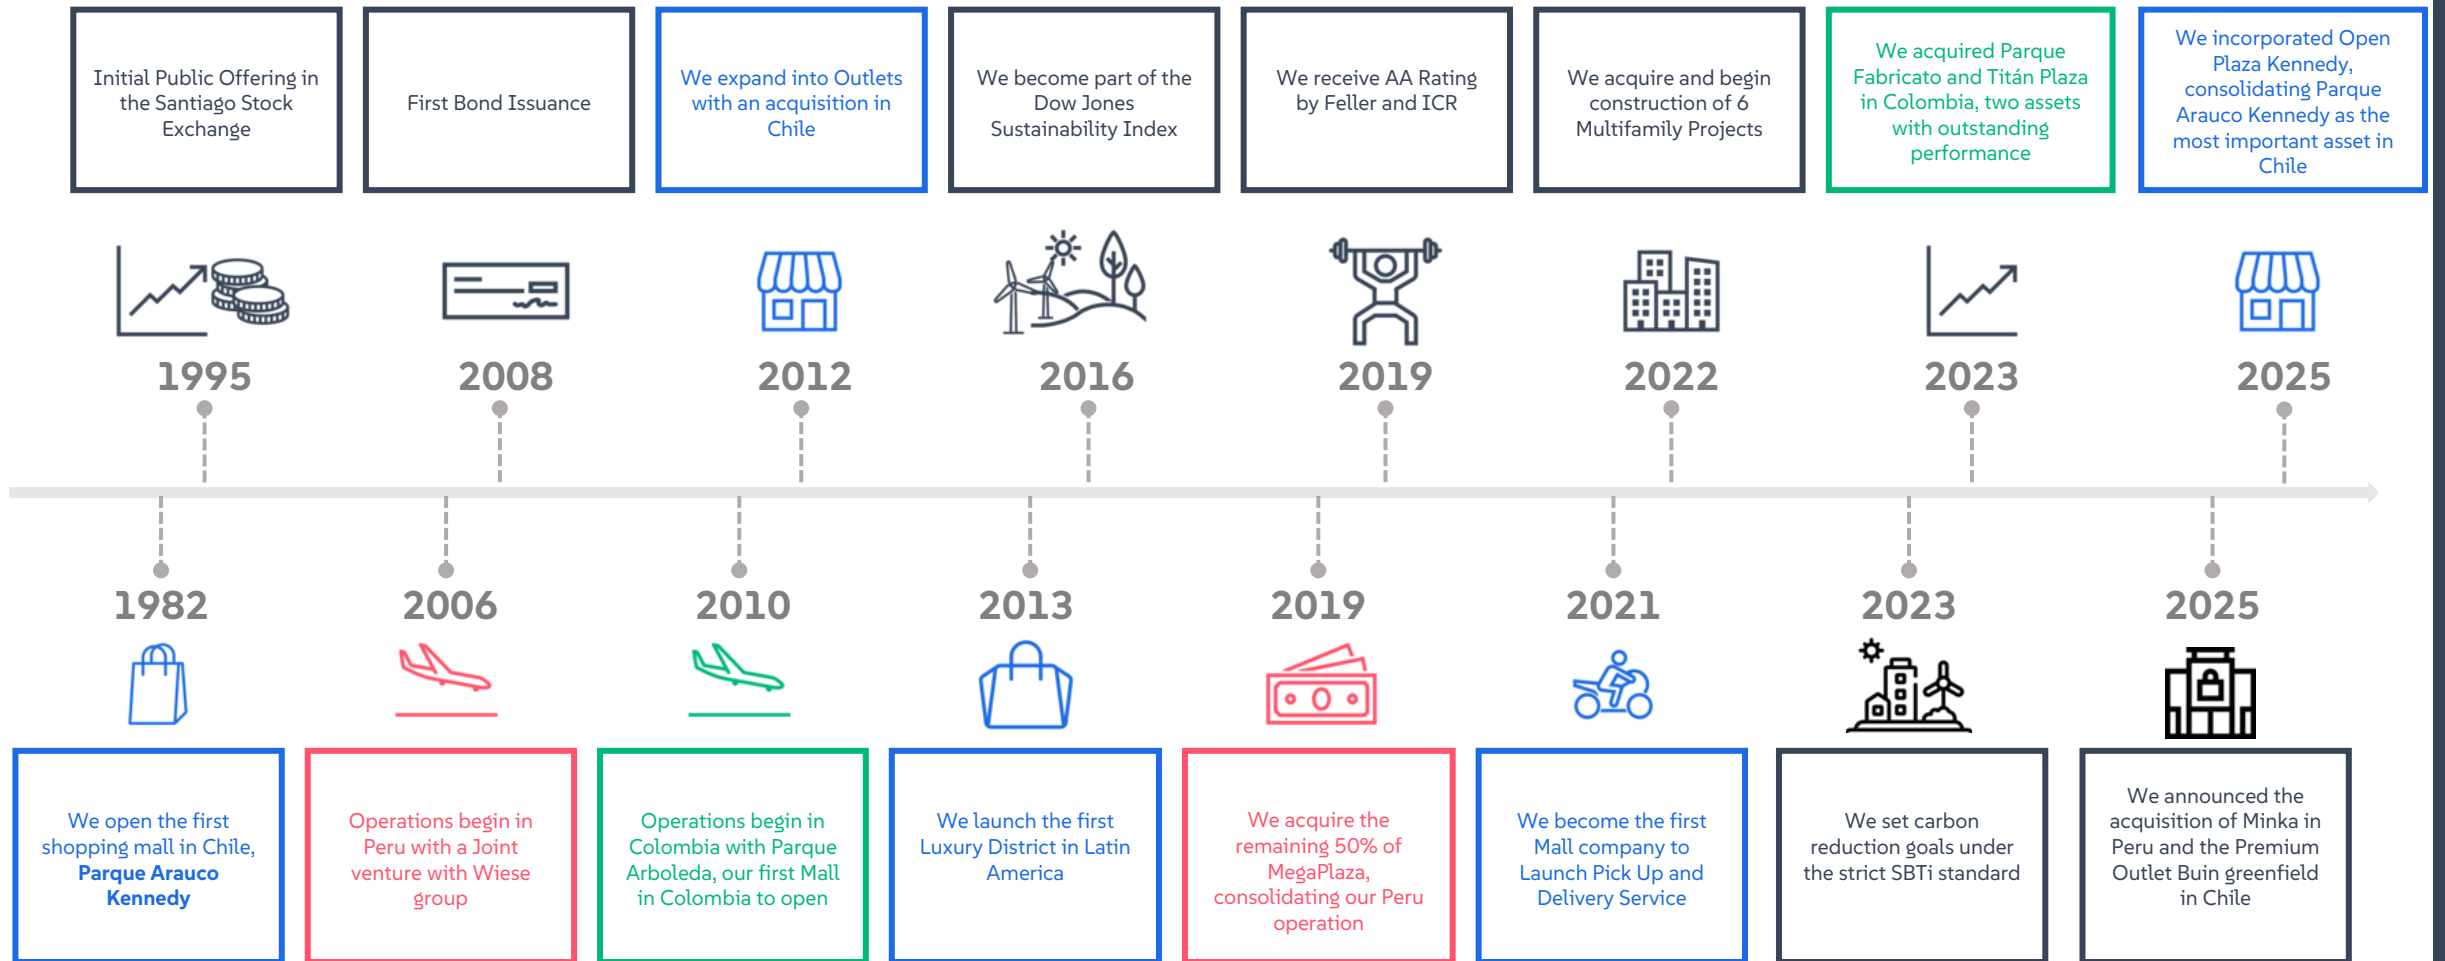 Initial Public Offering in
the Santiago Stock
Exchange
First Bond Issuance
We expand into Outlets
with an acquisition in
Chile
We become part of the
Dow Jones
Sustainability Index
We receive AA Rating
by Feller and ICR
We acquire and begin
construction of 6
Multifamily Projects
We acquired Parque
Fabricato and Titán Plaza
in Colombia, two assets
with outstanding
performance
We incorporated Open
Plaza Kennedy,
consolidating Parque
Arauco Kennedy as the
most important asset in
Chile
1995
2008
2012
2016
2019
2022
2023
2025
1982
2006
2010
2013
2019
2021
2023
2025
We open the first
shopping mall in Chile,
Parque Arauco
Kennedy
Operations begin in
Peru with a Joint
venture with Wiese
group
Operations begin in
Colombia with Parque
Arboleda, our first Mall
in Colombia to open
We launch the first
Luxury District in Latin
America
We acquire the
remaining 50% of
MegaPlaza,
consolidating our Peru
operation
We become the first
Mall company to
Launch Pick Up and
Delivery Service
We set carbon
reduction goals under
the strict SBTi standard
We announced the
acquisition of Minka in
Peru and the Premium
Outlet Buin greenfield
in Chile